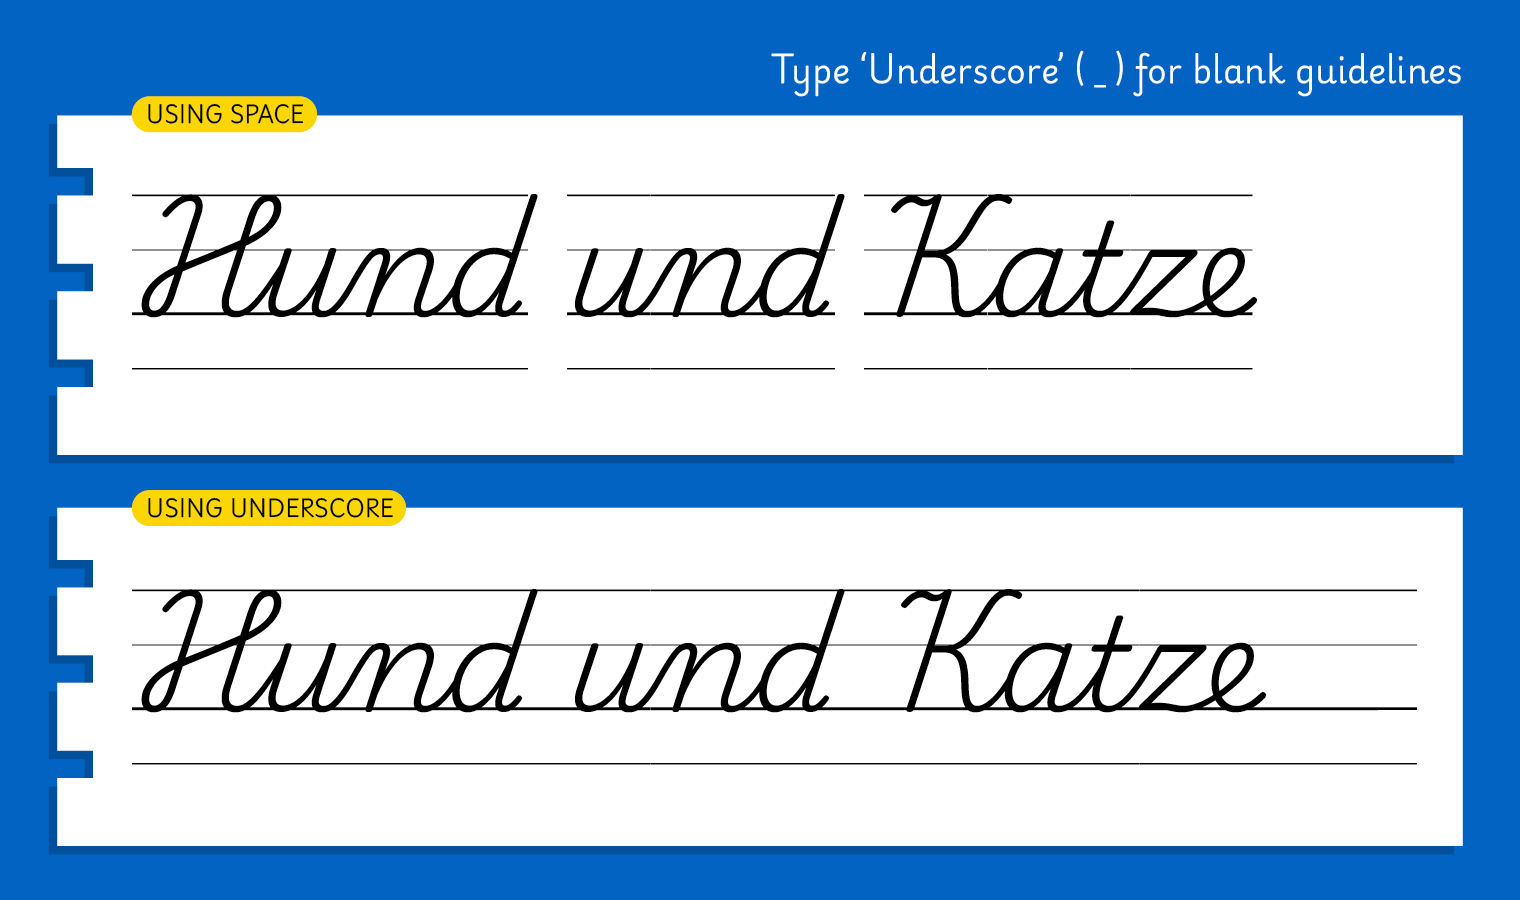 Type ‘Underscore’ ( _ ) for blank guidelines
USING SPACE
Hund und Katze
USING UNDERSCORE
Hund und Katze